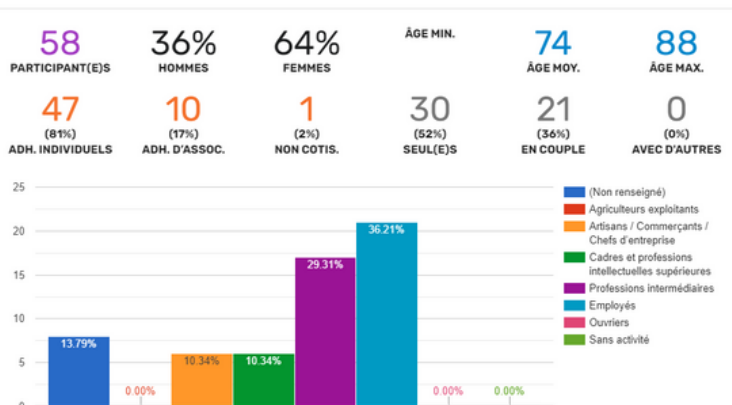 58
PARTICIPANT(E)S
36%
HOMMES
64%
FEMMES
ÂGE MIN.
74
ÂGE MOY.
88
ÂGE MAX.
47
(81%)
ADH. INDIVIDUELS
10
(17%)
ADH. D'ASSOC.
1
(2%)
NON COTIS.
30
(52%)
SEUL(E)S
21
(36%)
EN COUPLE
0
(0%)
AVEC D'AUTRES
25
20
15
10
5
0
13.79%
0.00%
10.34%
10.34%
29.31%
36.21%
0.00%
0.00%
(Non renseigné)
Agriculteurs exploitants
Artisans / Commerçants /
Chefs d'entreprise
Cadres et professions
intellectuelles supérieures
Professions intermédiaires
Employés
Ouvriers
Sans activité